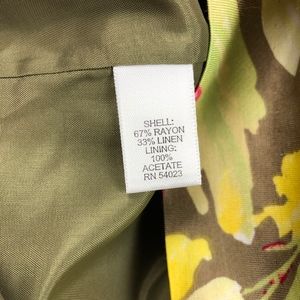 SHELL:
67% RAYON
33% LINEN
LINING:
100%
ACETATE
RN 54023